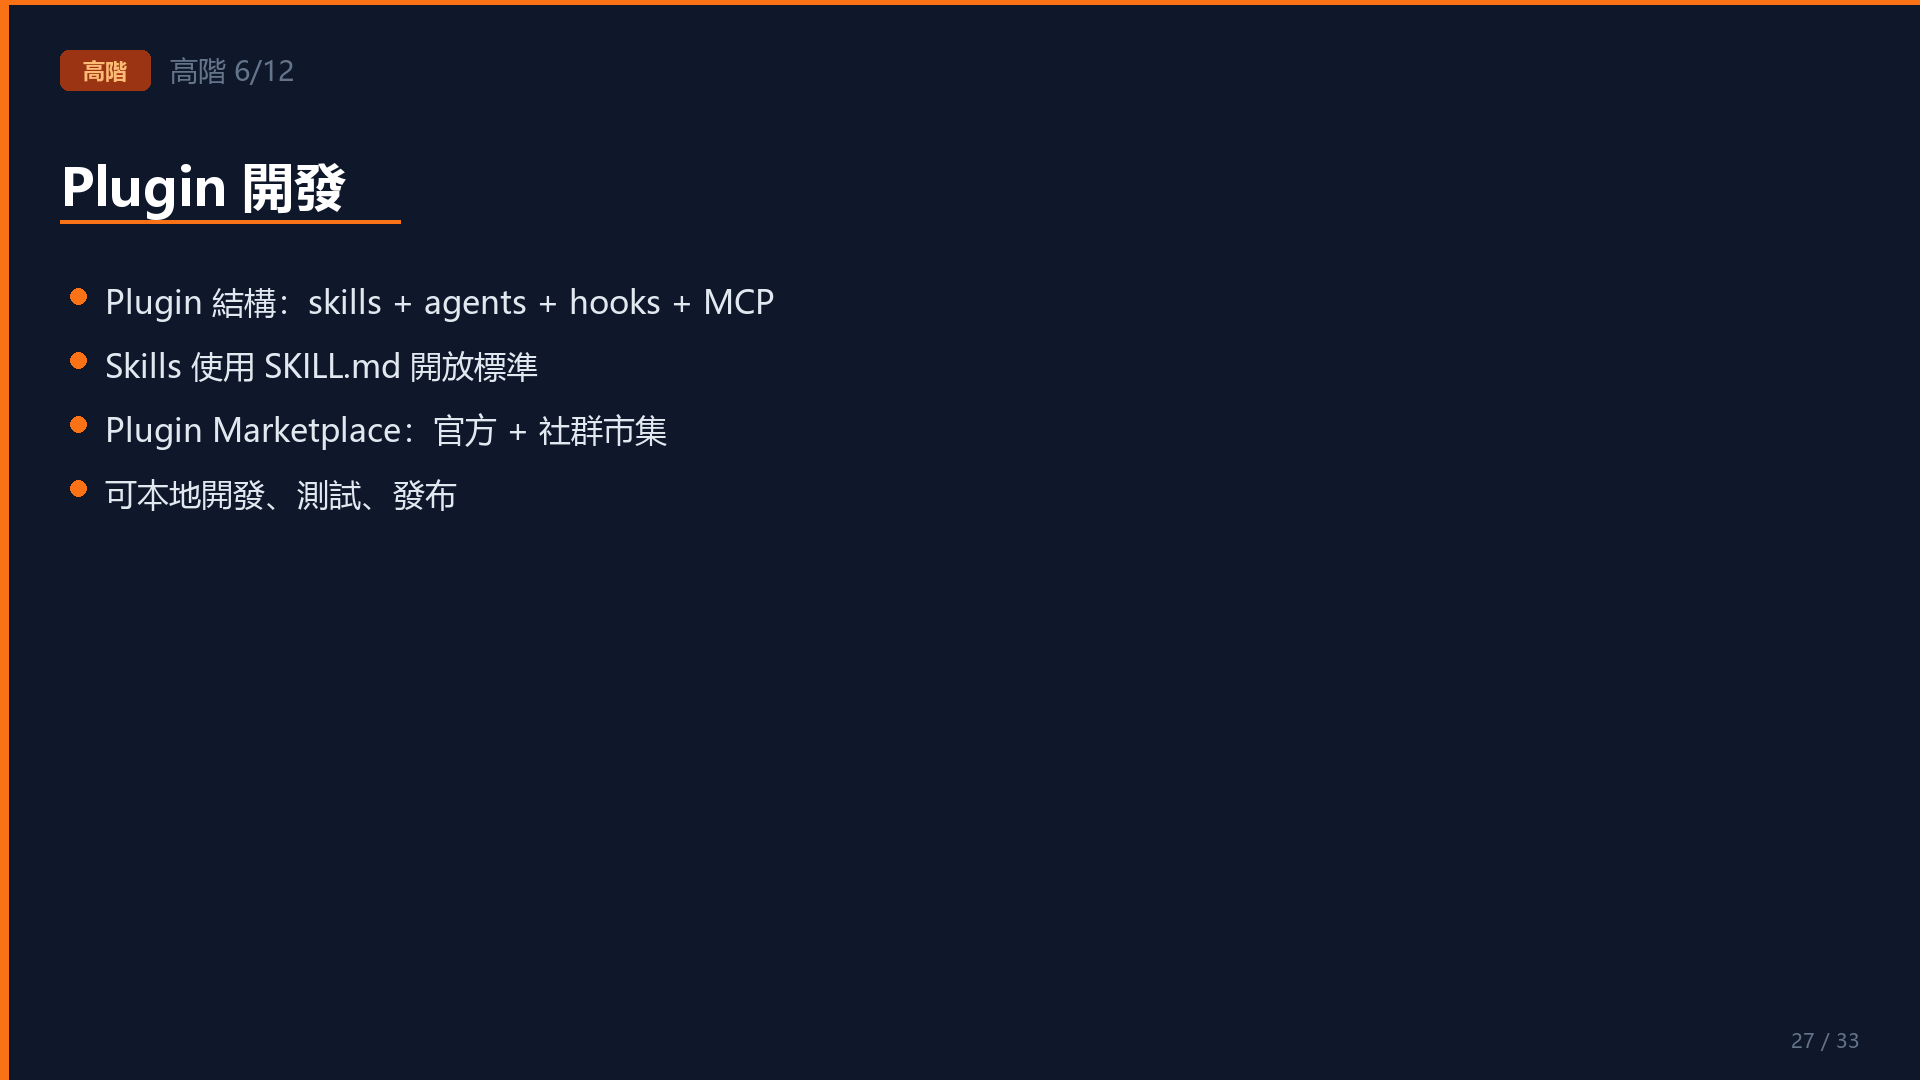 高階 高階 6/12
Plugin 開發
Plugin 結構：skills + agents + hooks + MCP
Skills 使用 SKILL.md 開放標準
Plugin Marketplace：官方 + 社群市集
可本地開發、測試、發布
27 / 33